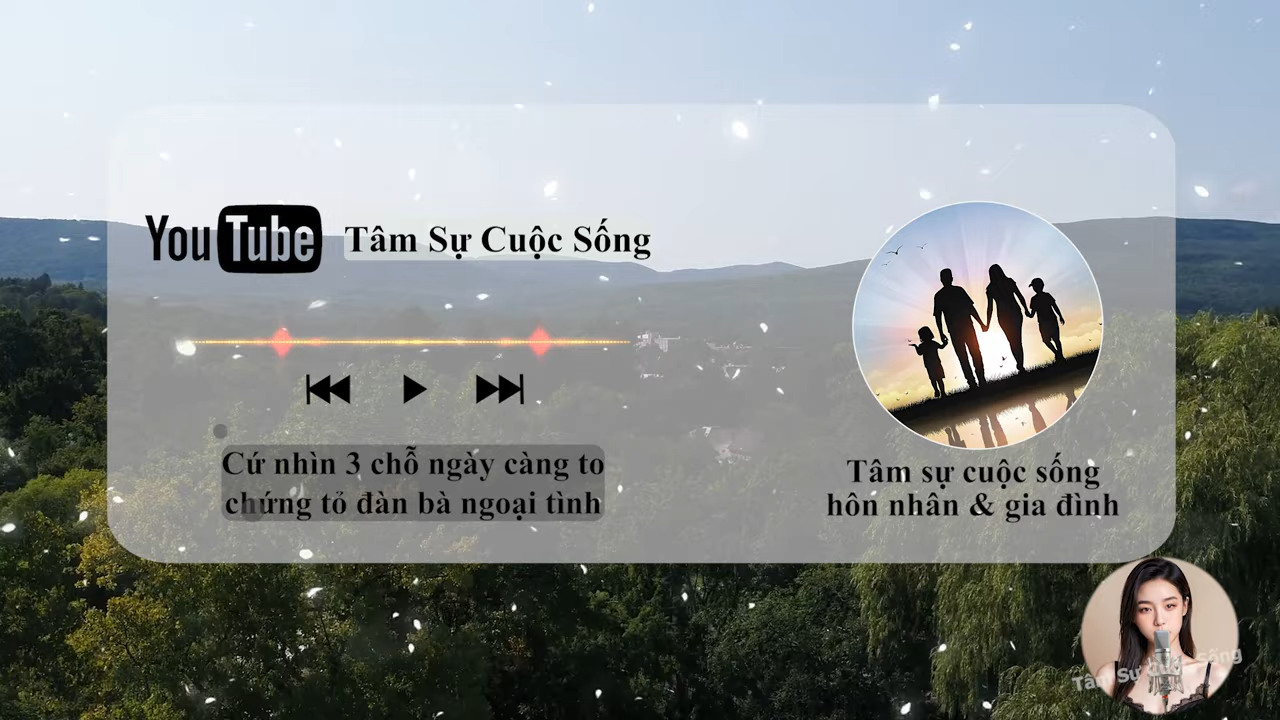 YouTube Tâm Sự Cuộc Sống
Cứ nhìn 3 chỗ ngày càng to
chứng tỏ đàn bà ngoại tình
Tâm sự cuộc sống
hôn nhân & gia đình
Tâm Sự Cuộc Sống